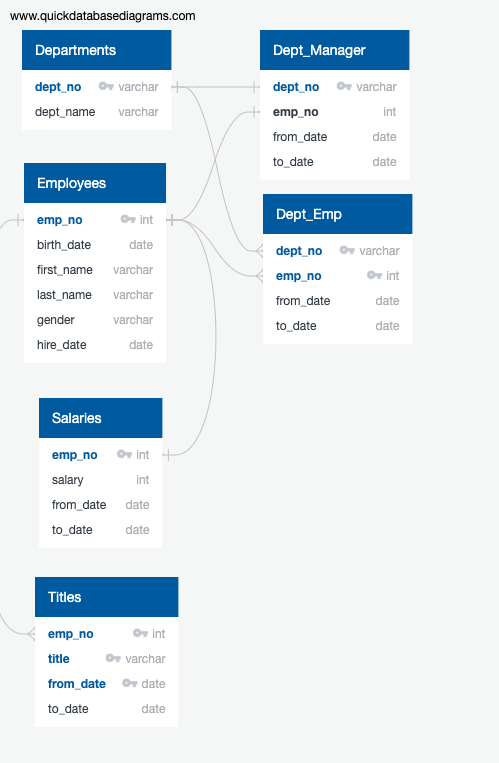 www.quickdatabasediagrams.com
Departments
dept_no varchar
dept_name varchar
Dept_Manager
dept_no varchar
emp_no int
from_date date
to_date date
Employees
emp_no int
birth_date date
first_name varchar
last_name varchar
gender varchar
hire_date date
Dept_Emp
dept_no varchar
emp_no int
from_date date
to_date date
Salaries
emp_no int
salary int
from_date date
to_date date
Titles
emp_no int
title varchar
from_date date
to_date date